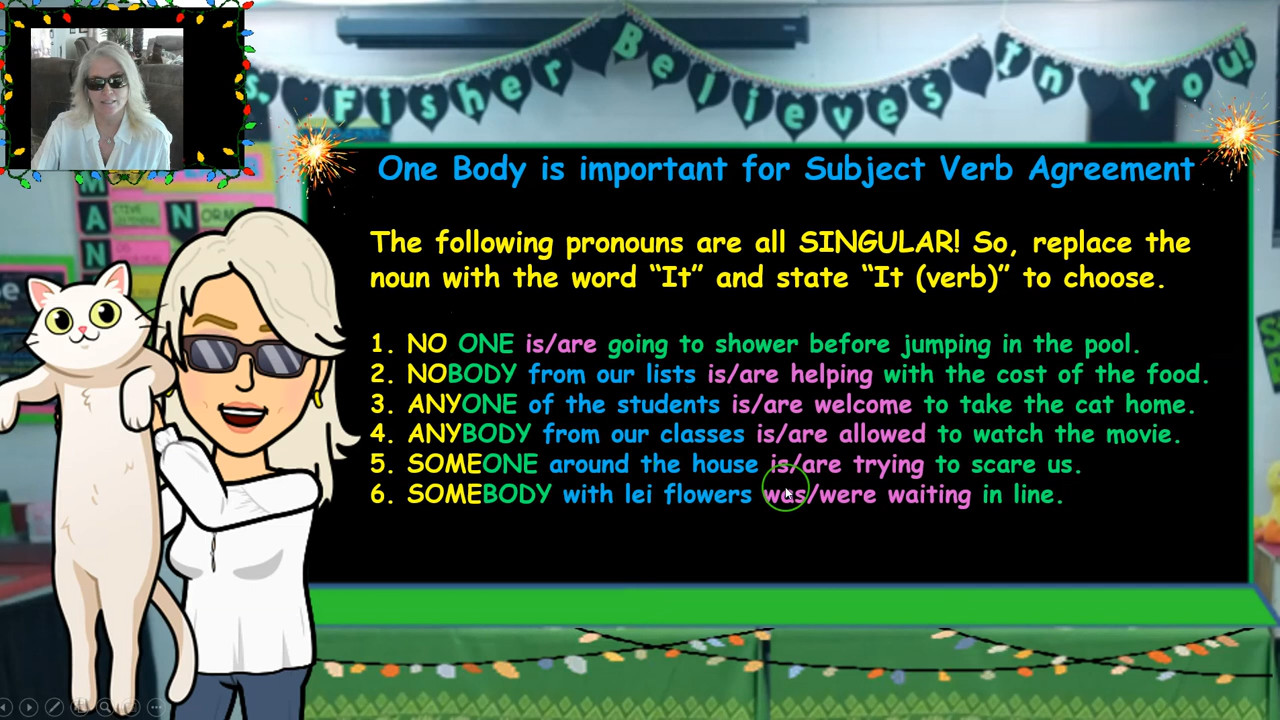 s. Fisher Believes In You!
One Body is important for Subject Verb Agreement
The following pronouns are all SINGULAR! So, replace the
noun with the word “It” and state “It (verb)” to choose.
1. NO ONE is/are going to shower before jumping in the pool.
2. NOBODY from our lists is/are helping with the cost of the food.
3. ANYONE of the students is/are welcome to take the cat home.
4. ANYBODY from our classes is/are allowed to watch the movie.
5. SOMEONE around the house is/are trying to scare us.
6. SOMEBODY with lei flowers was/were waiting in line.
M
A
N
N